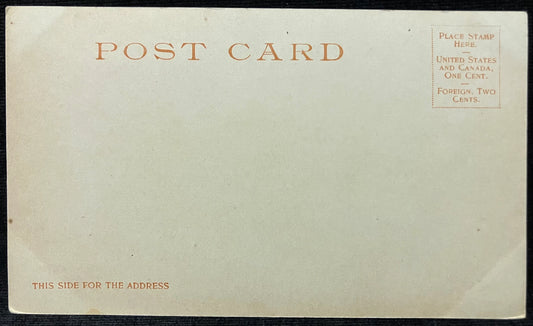 POST CARD
PLACE STAMP
HERE.
—
UNITED STATES
AND CANADA,
ONE CENT.
—
FOREIGN, TWO
CENTS.
THIS SIDE FOR THE ADDRESS